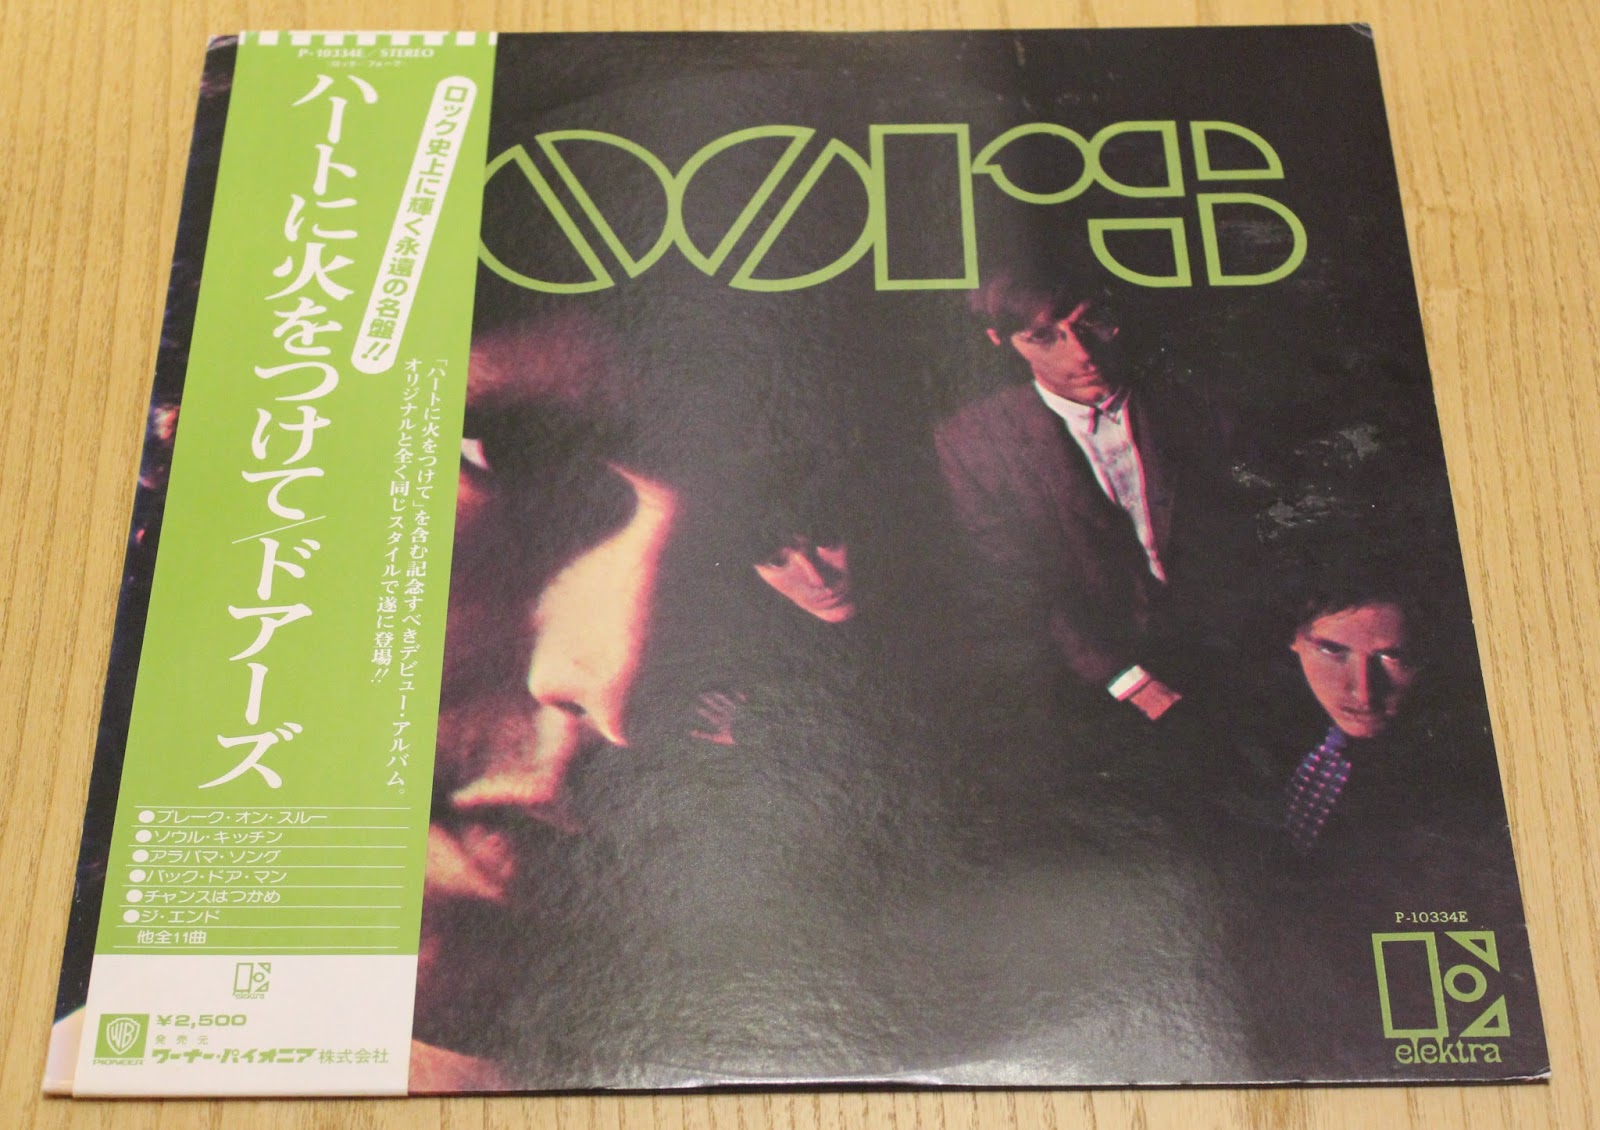 P-10334E/STEREO
ロック・フォーク
ハートに火をつけて/ドアーズ
ロック史上に輝く永遠の名盤!!
「ハートに火をつけて」を含む記念すべきデビュー・アルバム。
オリジナルと全く同じスタイルで遂に登場!!
●ブレーク・オン・スルー
●ソウル・キッチン
●アラバマ・ソング
●バック・ドア・マン
●チャンスはつかめ
●ジ・エンド
他全11曲
elektra
WB
PIONEER
¥2,500
発売元
ワーナー・パイオニア株式会社
oors
P-10334E
elektra